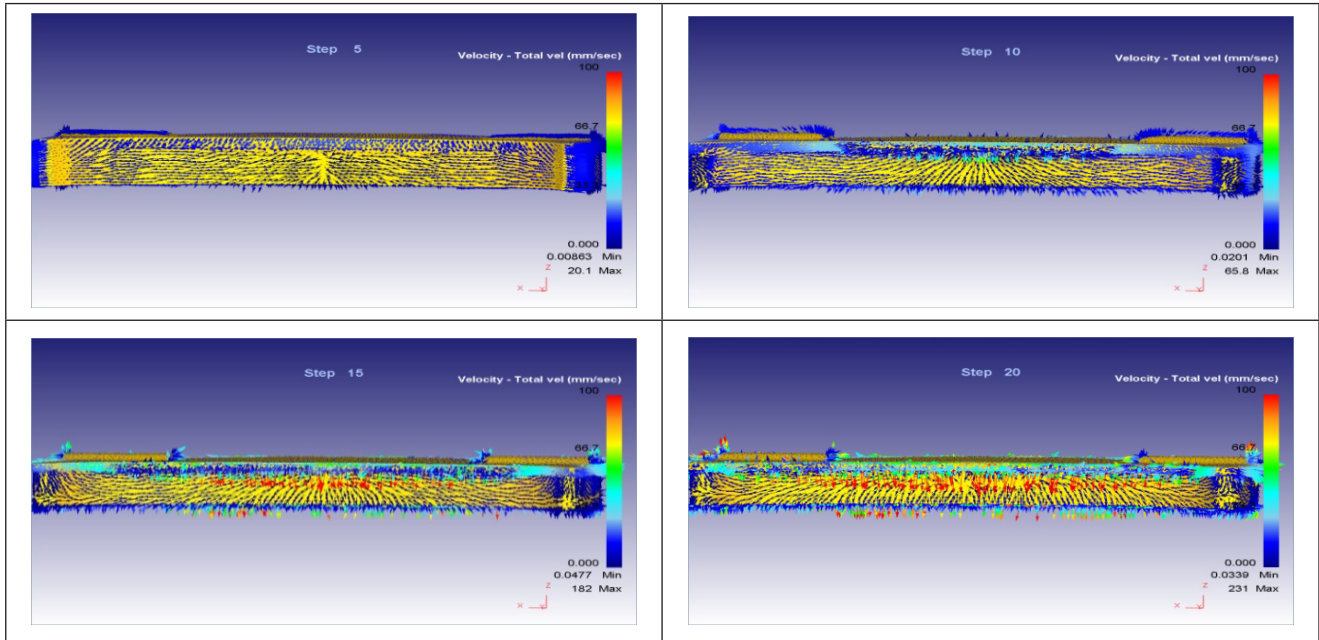 Step 5
Velocity - Total vel (mm/sec)
100
66.7
0.000
0.00863 Min
20.1 Max
Z
X
Step 10
Velocity - Total vel (mm/sec)
100
66.7
0.000
0.0201 Min
65.8 Max
Z
X
Step 15
Velocity - Total vel (mm/sec)
100
66.7
0.000
0.0477 Min
182 Max
Z
X
Step 20
Velocity - Total vel (mm/sec)
100
0.000
0.0339 Min
231 Max
Z
X